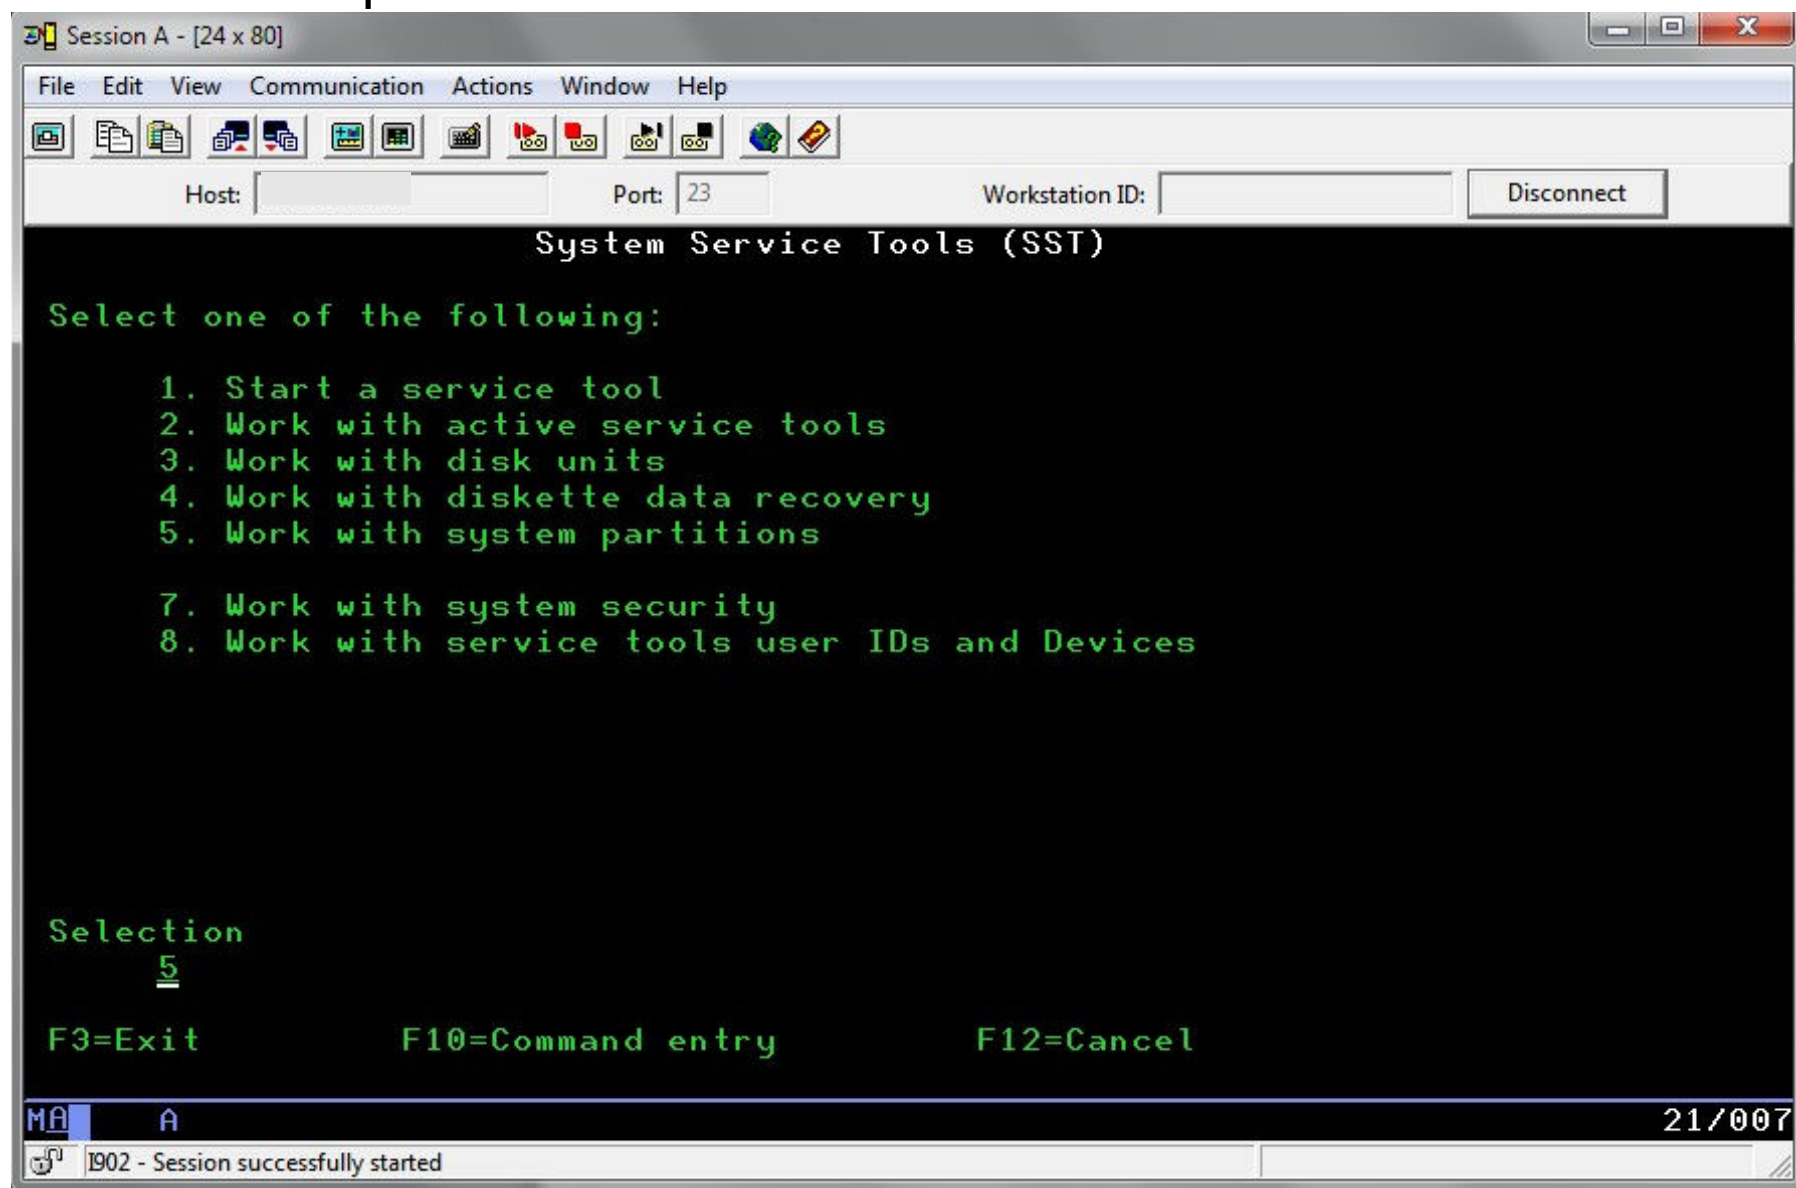 Session A - [24 x 80]
File Edit View Communication Actions Window Help
Host: Port: 23 Workstation ID: Disconnect
System Service Tools (SST)
Select one of the following:
1. Start a service tool
2. Work with active service tools
3. Work with disk units
4. Work with diskette data recovery
5. Work with system partitions
7. Work with system security
8. Work with service tools user IDs and Devices
Selection
5
F3=Exit F10=Command entry F12=Cancel
MA A 21/007
I902 - Session successfully started